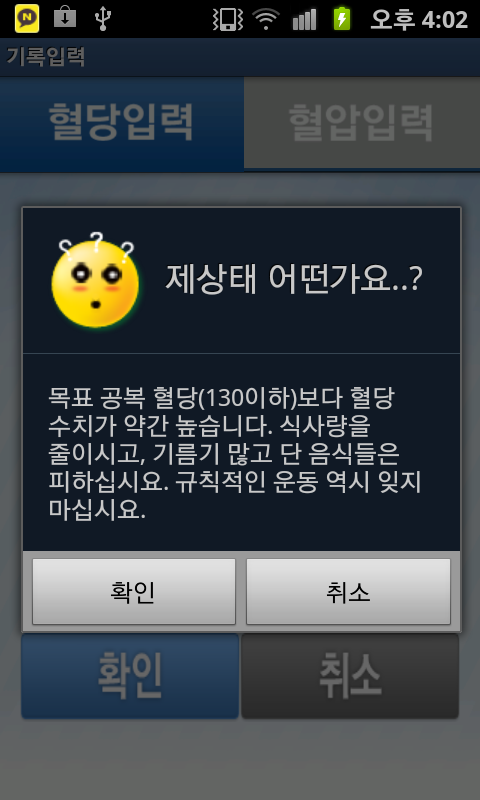 오후 4:02
기록입력
혈당입력 혈압입력
? ? ?
제상태 어떤가요..?
목표 공복 혈당(130이하)보다 혈당
수치가 약간 높습니다. 식사량을
줄이시고, 기름기 많고 단 음식들은
피하십시요. 규칙적인 운동 역시 잊지
마십시요.
확인 취소
확인 취소